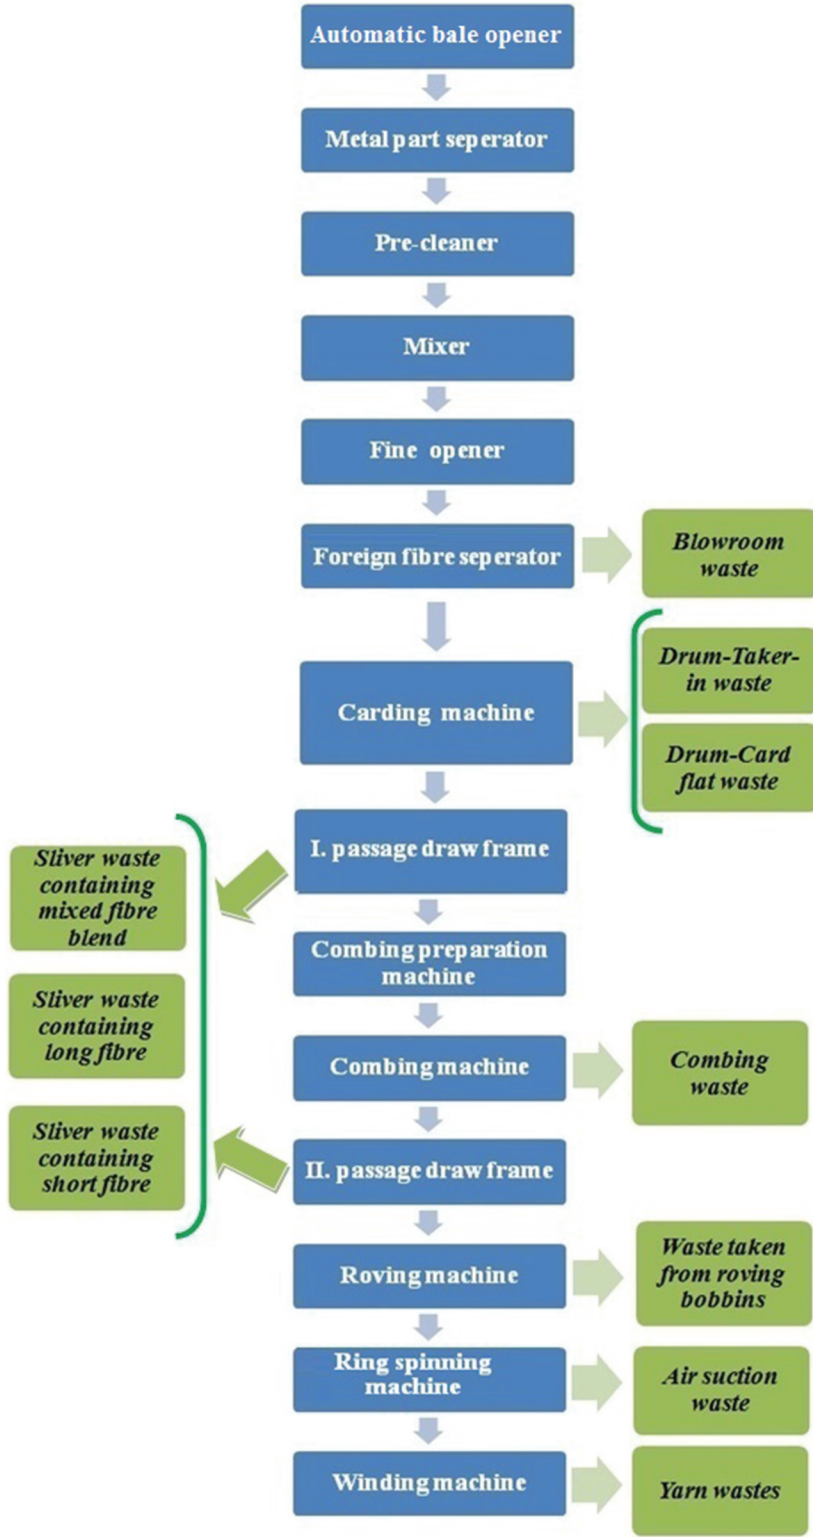 Automatic bale opener
Metal part seperator
Pre-cleaner
Mixer
Fine opener
Foreign fibre seperator
Blowroom
waste
Carding machine
Drum-Taker-
in waste
Drum-Card
flat waste
I. passage draw frame
Sliver waste
containing
mixed fibre
blend
Combing preparation
machine
Sliver waste
containing
long fibre
Combing machine
Combing
waste
Sliver waste
containing
short fibre
II. passage draw frame
Roving machine
Waste taken
from roving
bobbins
Ring spinning
machine
Air suction
waste
Winding machine
Yarn wastes